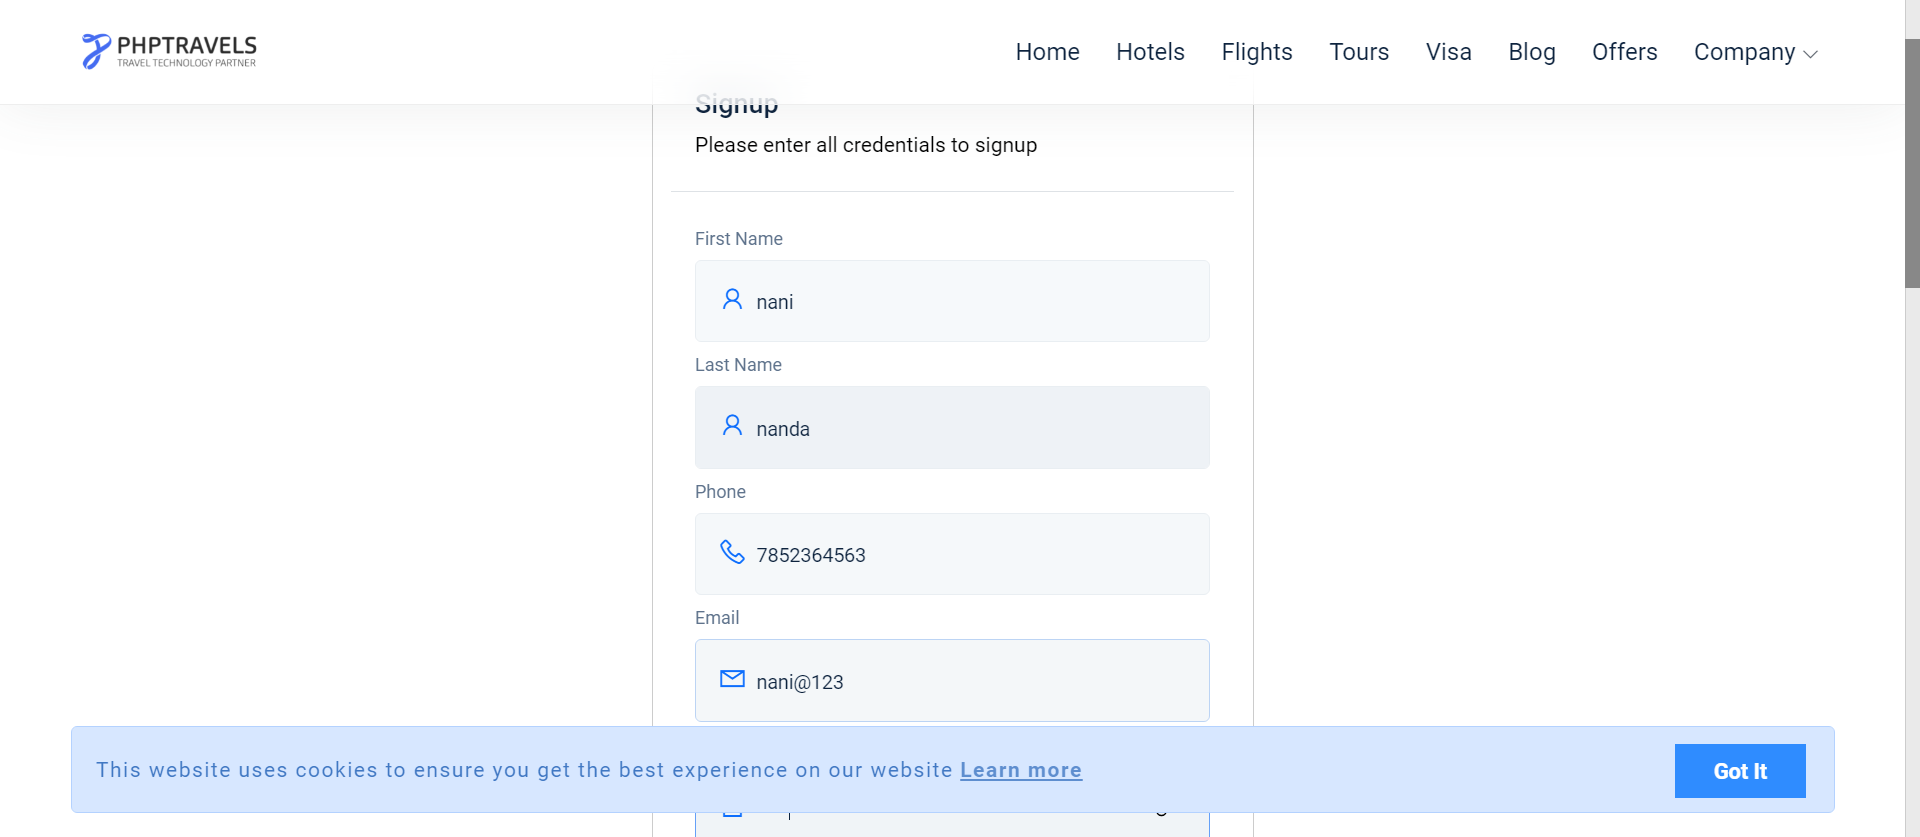 PHPTRAVELS
TRAVEL TECHNOLOGY PARTNER
Home Hotels Flights Tours Visa Blog Offers Company
Signup
Please enter all credentials to signup
First Name
nani
Last Name
nanda
Phone
7852364563
Email
nani@123
This website uses cookies to ensure you get the best experience on our website Learn more
Got It